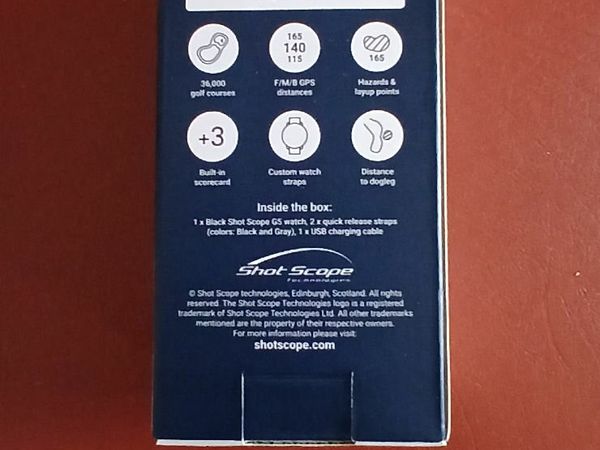 165
140
115
165
36,000
golf courses
F/M/B GPS
distances
Hazards &
layup points
+3
Built-in
scorecard
Custom watch
straps
Distance
to dogleg
Inside the box:
1 x Black Shot Scope G5 watch, 2 x quick release straps
(colors: Black and Gray), 1 x USB charging cable
Shot Scope
Technologies
© Shot Scope technologies, Edinburgh, Scotland. All rights
reserved. The Shot Scope Technologies logo is a registered
trademark of Shot Scope Technologies Ltd. All other trademarks
mentioned are the property of their respective owners.
For more information please visit:
shotscope.com